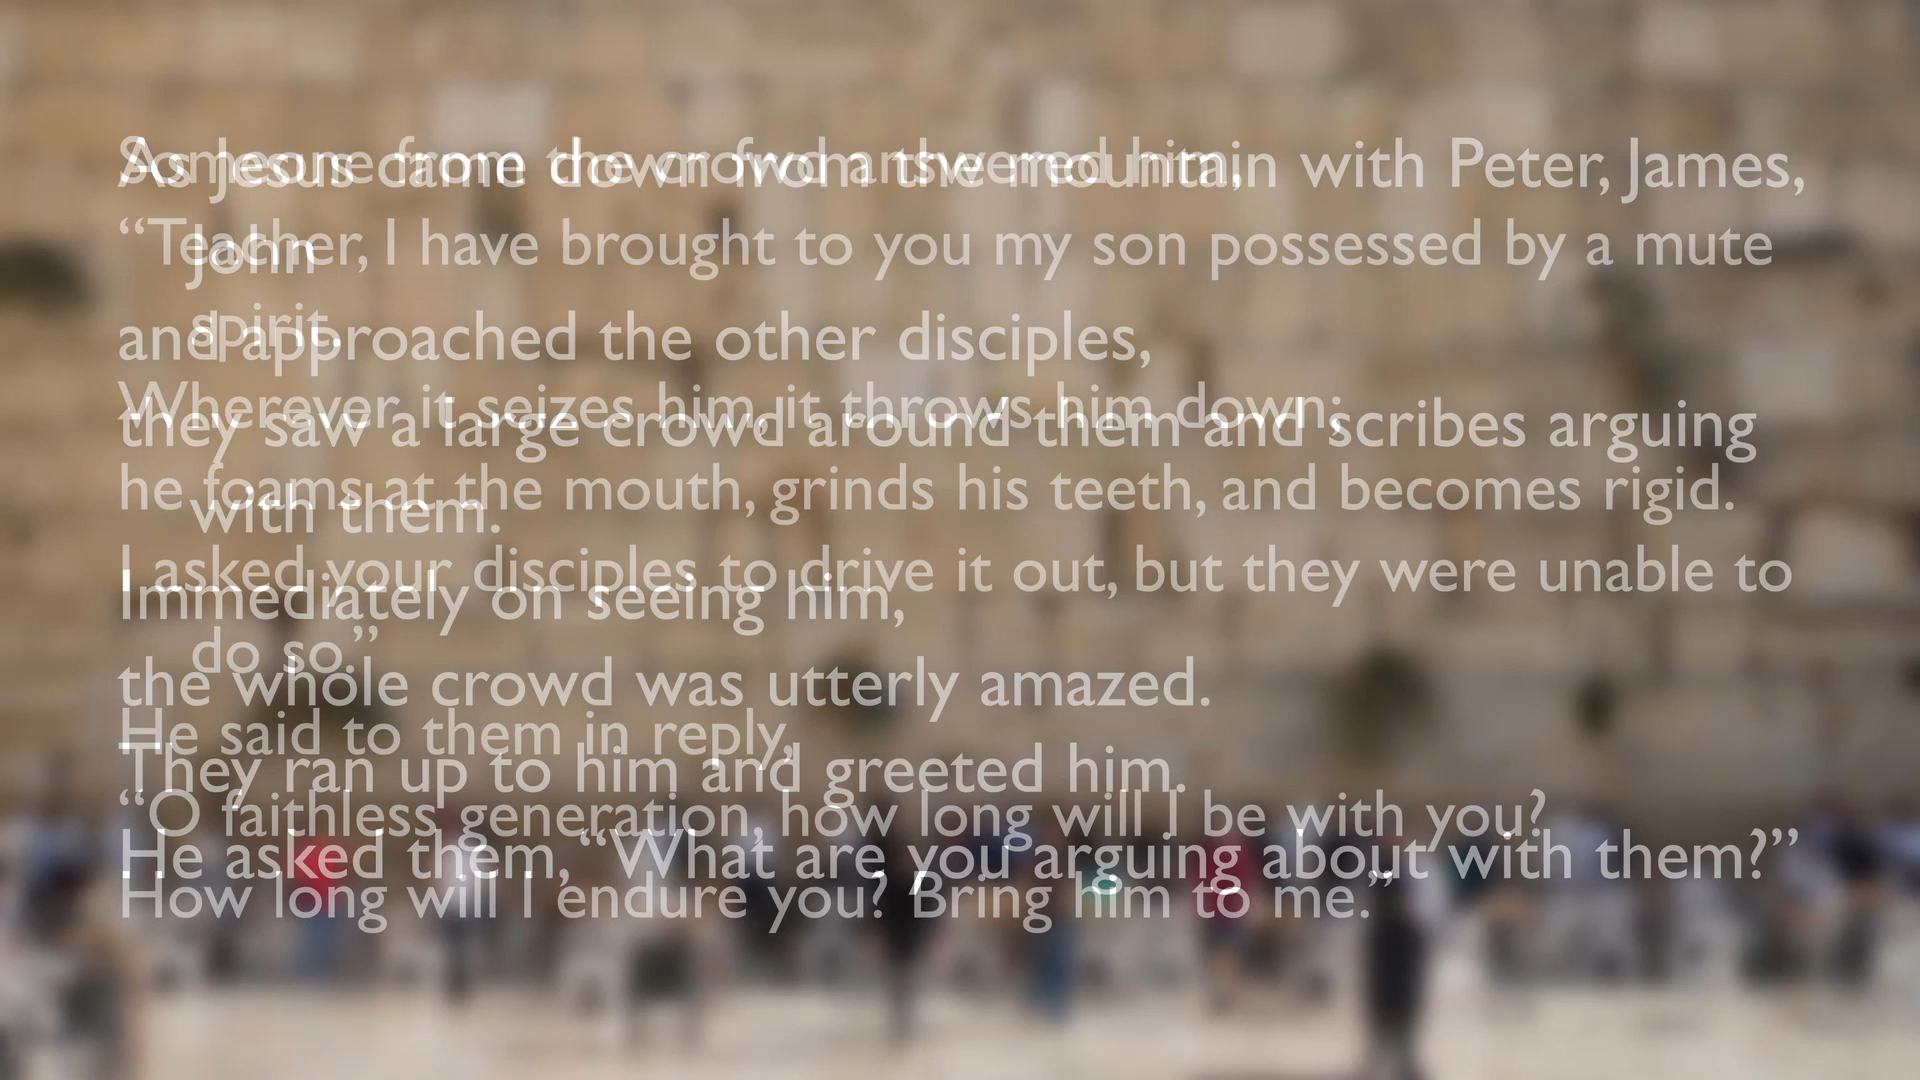 As Jesus came down from the mountain with Peter, James,
John
and approached the other disciples,
they saw a large crowd around them and scribes arguing
with them.
Immediately on seeing him,
the whole crowd was utterly amazed.
They ran up to him and greeted him.
He asked them, “What are you arguing about with them?”
Someone from the crowd answered him,
“Teacher, I have brought to you my son possessed by a mute
spirit.
Wherever it seizes him, it throws him down;
he foams at the mouth, grinds his teeth, and becomes rigid.
I asked your disciples to drive it out, but they were unable to
do so.”
He said to them in reply,
“O faithless generation, how long will I be with you?
How long will I endure you? Bring him to me.”